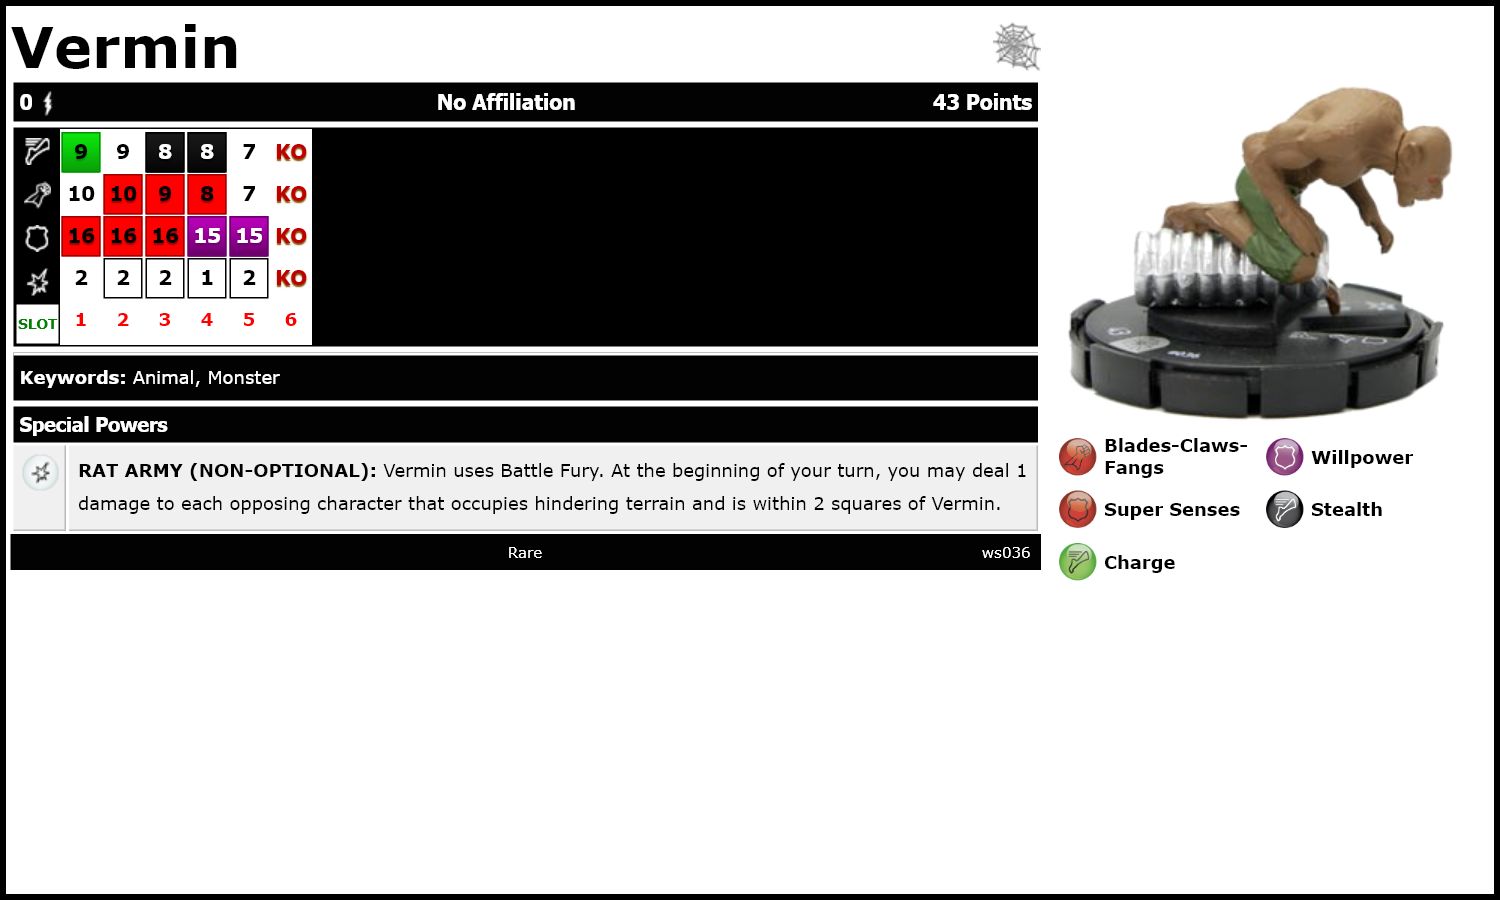 Vermin
0 No Affiliation 43 Points
9 9 8 8 7 KO
10 10 9 8 7 KO
16 16 16 15 15 KO
2 2 2 1 2 KO
SLOT 1 2 3 4 5 6
Keywords: Animal, Monster
Special Powers
RAT ARMY (NON-OPTIONAL): Vermin uses Battle Fury. At the beginning of your turn, you may deal 1
damage to each opposing character that occupies hindering terrain and is within 2 squares of Vermin.
Rare ws036
#036
Blades-Claws-
Fangs
Willpower
Super Senses
Stealth
Charge